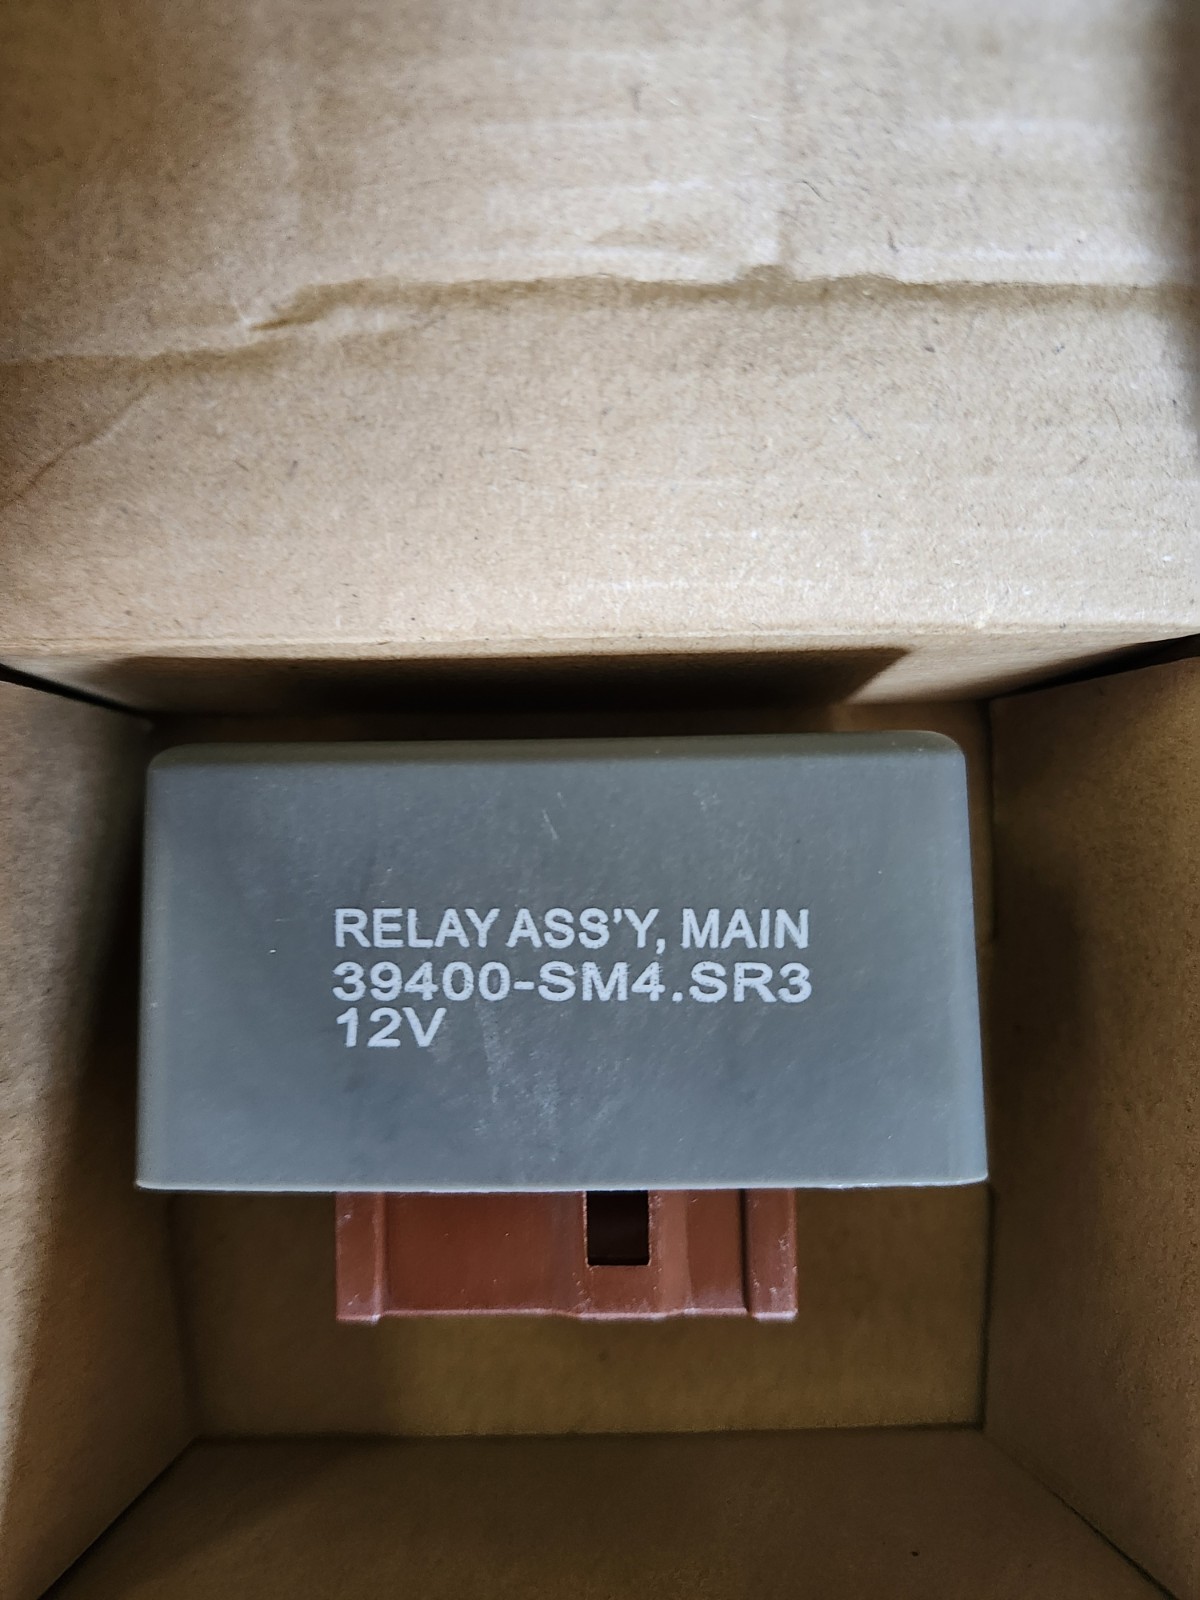 RELAY ASS'Y, MAIN
39400-SM4.SR3
12V